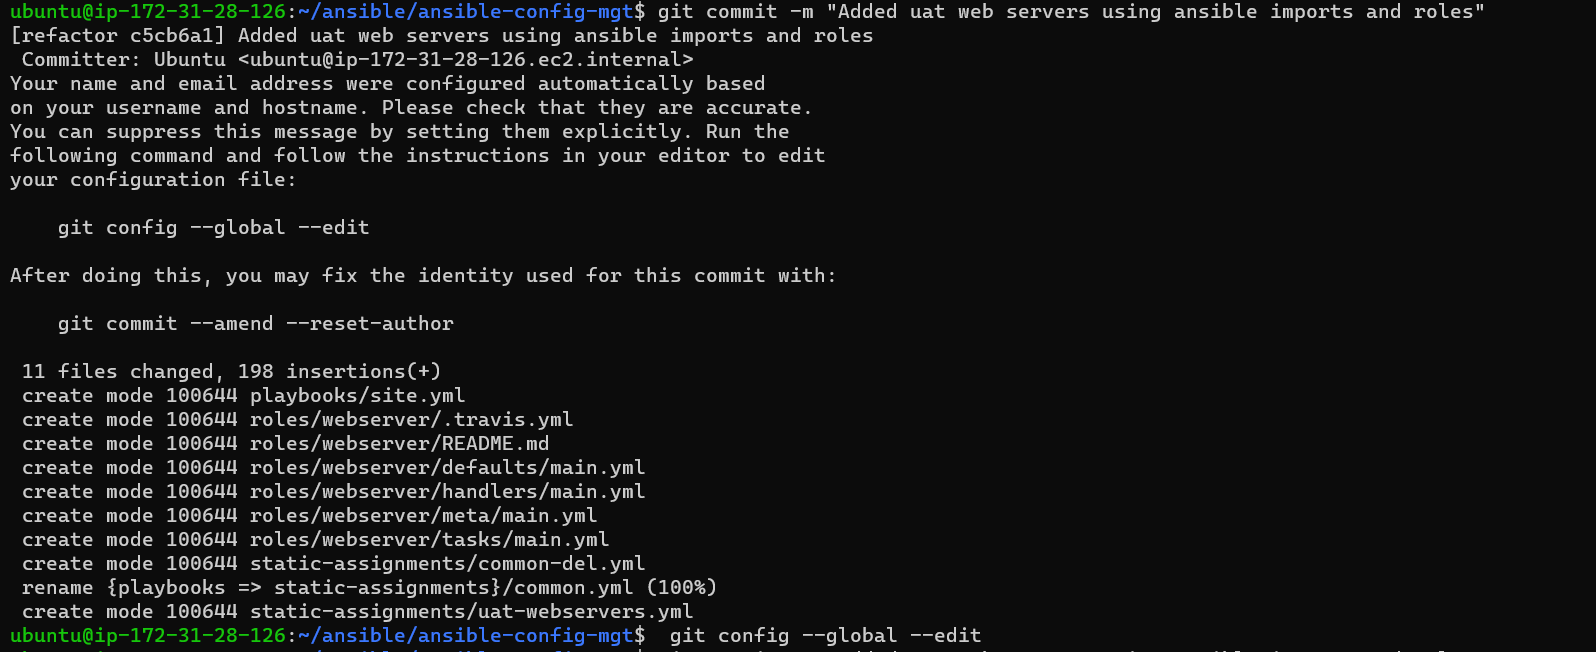 ubuntu@ip-172-31-28-126:~/ansible/ansible-config-mgt$ git commit -m "Added uat web servers using ansible imports and roles"
[refactor c5cb6a1] Added uat web servers using ansible imports and roles
 Committer: Ubuntu <ubuntu@ip-172-31-28-126.ec2.internal>
Your name and email address were configured automatically based
on your username and hostname. Please check that they are accurate.
You can suppress this message by setting them explicitly. Run the
following command and follow the instructions in your editor to edit
your configuration file:

    git config --global --edit

After doing this, you may fix the identity used for this commit with:

    git commit --amend --reset-author

 11 files changed, 198 insertions(+)
 create mode 100644 playbooks/site.yml
 create mode 100644 roles/webserver/.travis.yml
 create mode 100644 roles/webserver/README.md
 create mode 100644 roles/webserver/defaults/main.yml
 create mode 100644 roles/webserver/handlers/main.yml
 create mode 100644 roles/webserver/meta/main.yml
 create mode 100644 roles/webserver/tasks/main.yml
 create mode 100644 static-assignments/common-del.yml
 rename {playbooks => static-assignments}/common.yml (100%)
 create mode 100644 static-assignments/uat-webservers.yml
ubuntu@ip-172-31-28-126:~/ansible/ansible-config-mgt$  git config --global --edit